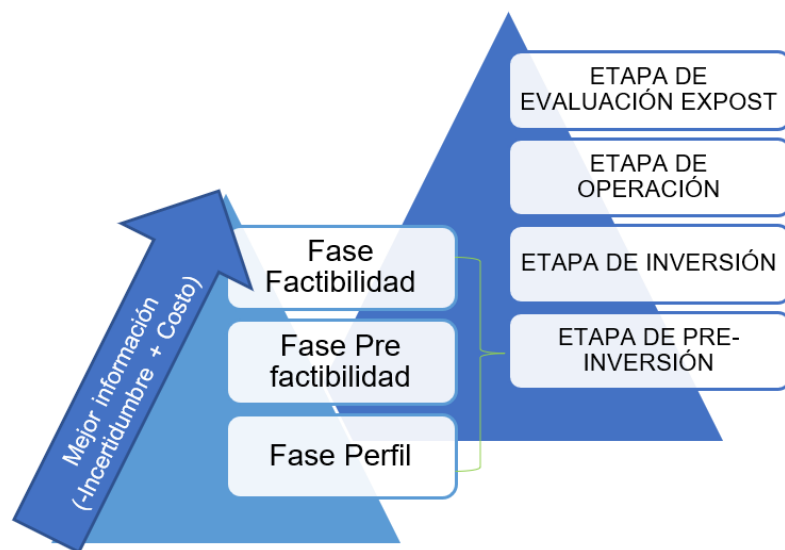 ETAPA DE
EVALUACIÓN EXPOST
ETAPA DE
OPERACIÓN
ETAPA DE INVERSIÓN
ETAPA DE PRE-
INVERSIÓN
Fase
Factibilidad
Fase Pre
factibilidad
Fase Perfil
Mejor información
(-Incertidumbre + Costo)